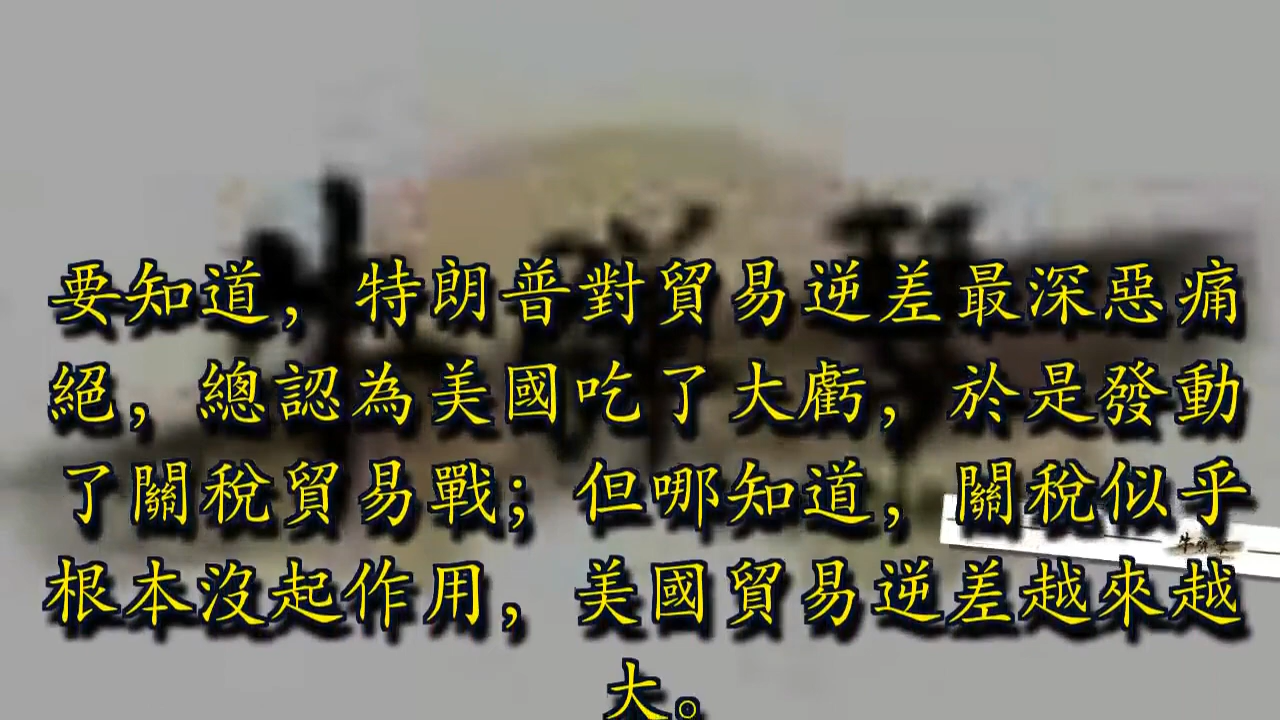 要知道，特朗普對貿易逆差最深惡痛
絕，總認為美國吃了大虧，於是發動
了關稅貿易戰；但哪知道，關稅似乎
根本沒起作用，美國貿易逆差越來越
大。